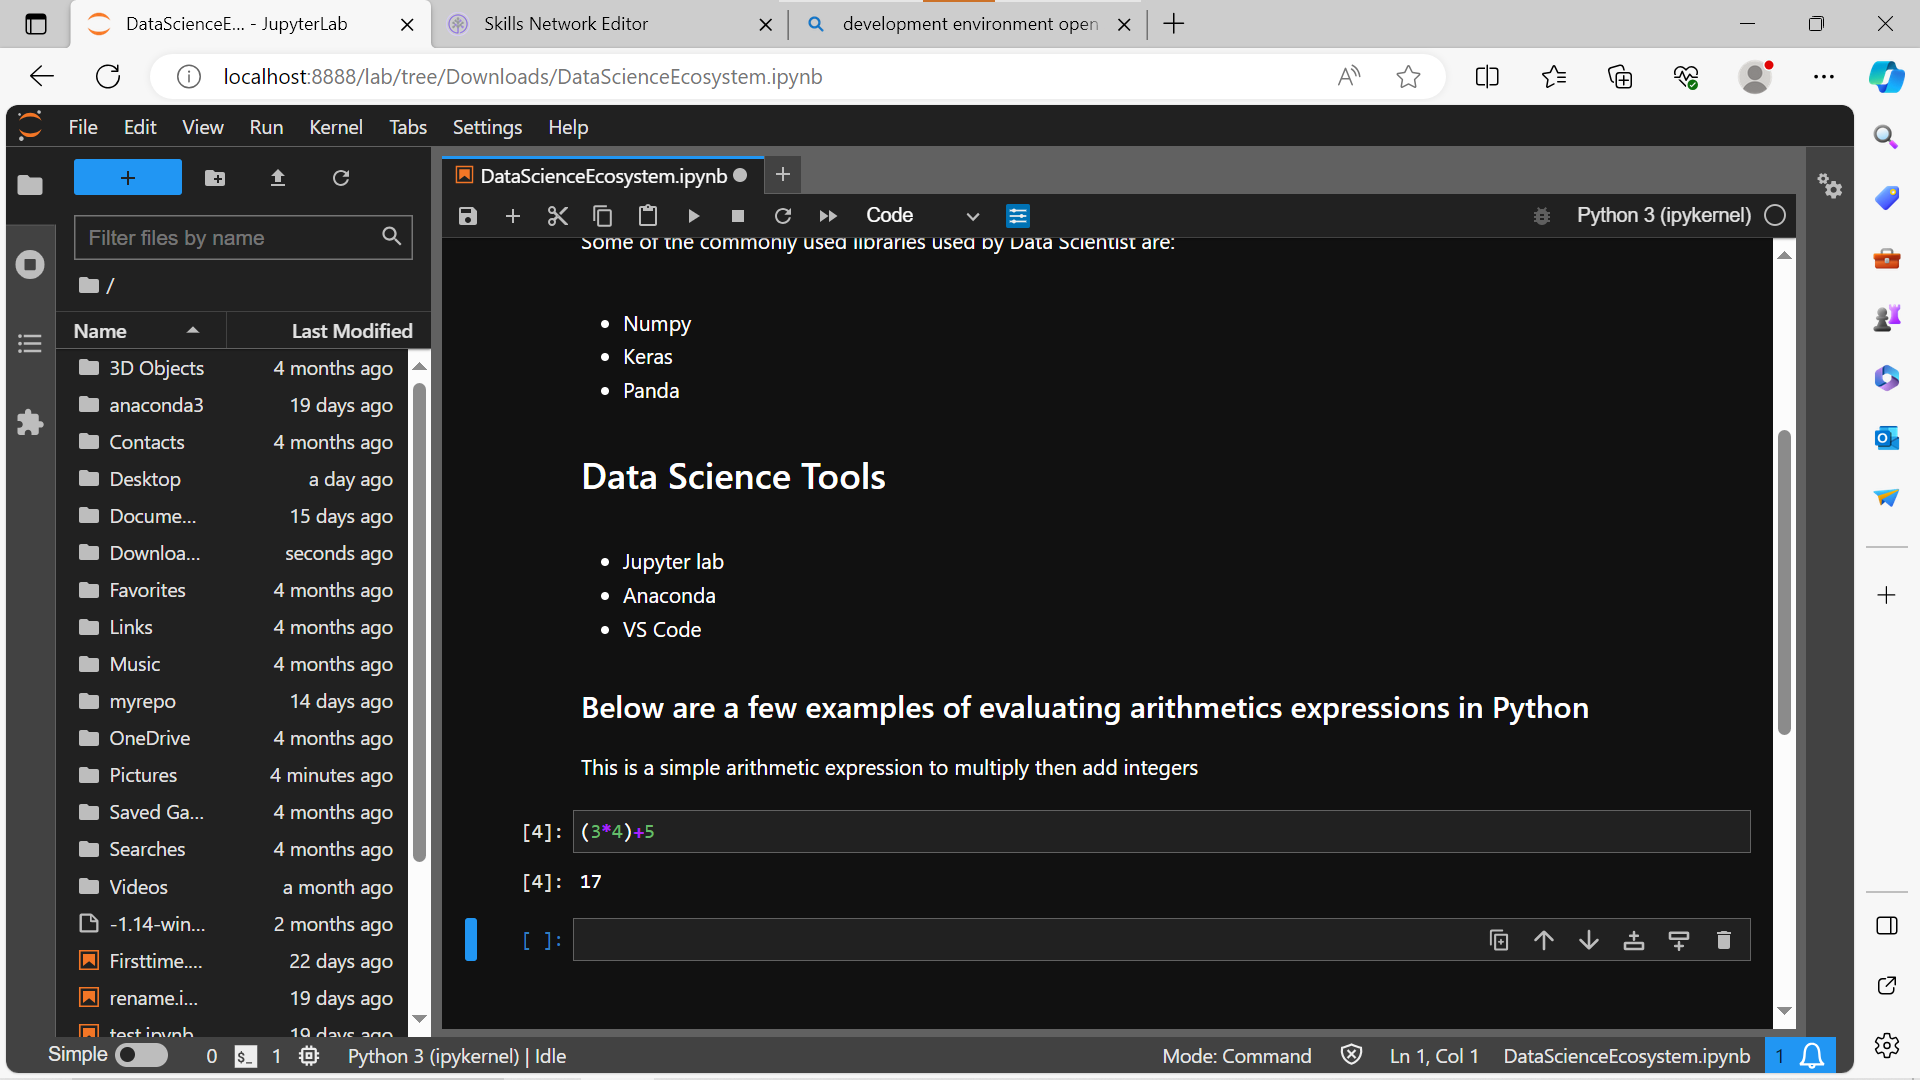 DataScienceE... - JupyterLab
Skills Network Editor
development environment open
localhost:8888/lab/tree/Downloads/DataScienceEcosystem.ipynb
File Edit View Run Kernel Tabs Settings Help
DataScienceEcosystem.ipynb
Filter files by name
Code
Python 3 (ipykernel)
/
Name Last Modified
3D Objects 4 months ago
anaconda3 19 days ago
Contacts 4 months ago
Desktop a day ago
Docume... 15 days ago
Downloa... seconds ago
Favorites 4 months ago
Links 4 months ago
Music 4 months ago
myrepo 14 days ago
OneDrive 4 months ago
Pictures 4 minutes ago
Saved Ga... 4 months ago
Searches 4 months ago
Videos a month ago
-1.14-win... 2 months ago
Firsttime.... 22 days ago
rename.i... 19 days ago
test.ipynb 19 days ago
Some of the commonly used libraries used by Data Scientist are:
• Numpy
• Keras
• Panda
Data Science Tools
• Jupyter lab
• Anaconda
• VS Code
Below are a few examples of evaluating arithmetics expressions in Python
This is a simple arithmetic expression to multiply then add integers
[4]: (3*4)+5
[4]: 17
[ ]:
Simple 0 $_ 1 Python 3 (ipykernel) | Idle
Mode: Command Ln 1, Col 1 DataScienceEcosystem.ipynb 1